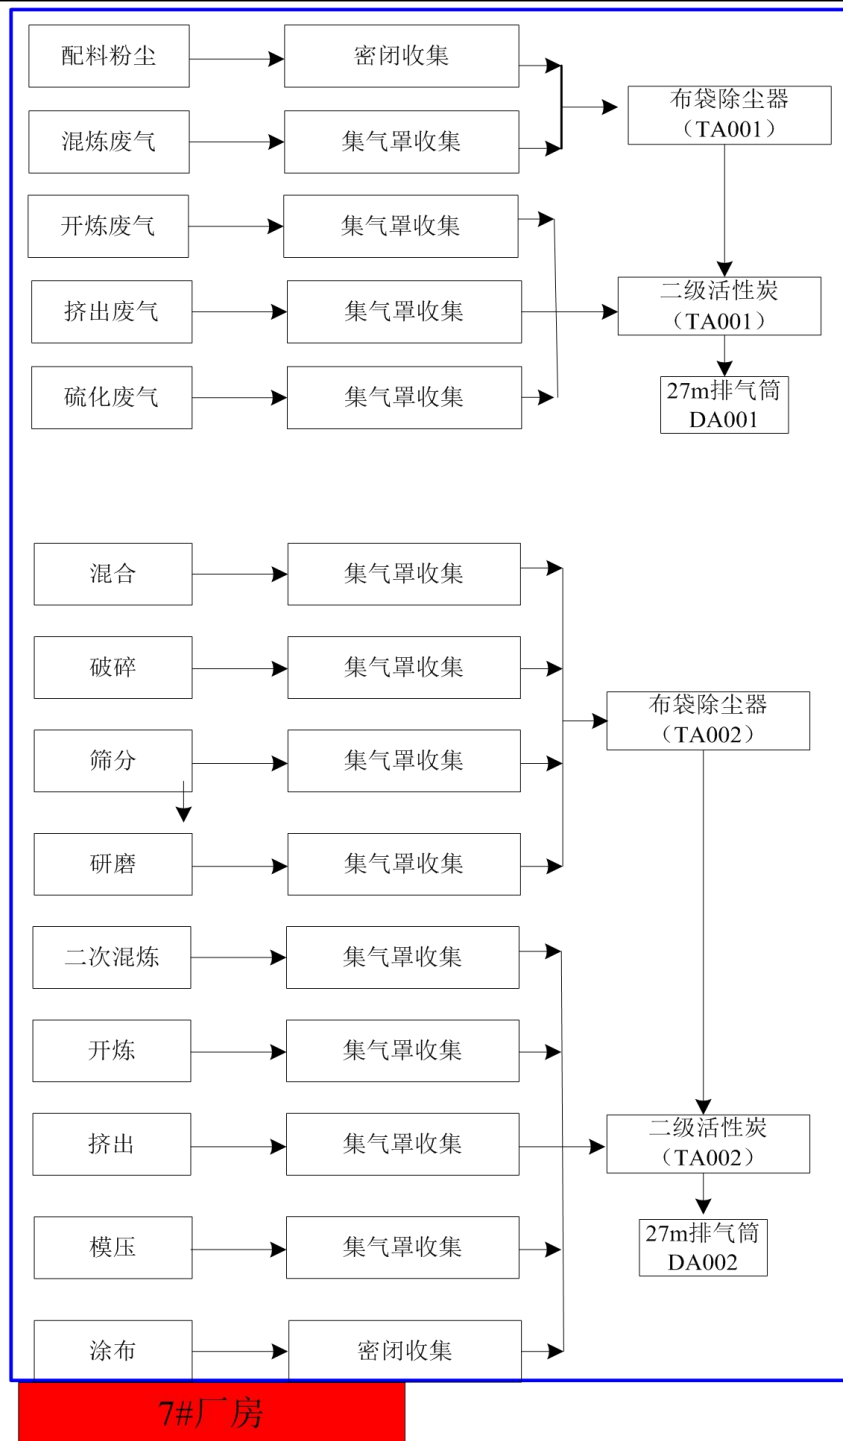 配料粉尘
密闭收集
混炼废气
集气罩收集
布袋除尘器
（TA001）
开炼废气
集气罩收集
挤出废气
集气罩收集
二级活性炭
（TA001）
硫化废气
集气罩收集
27m排气筒
DA001
混合
集气罩收集
破碎
集气罩收集
布袋除尘器
（TA002）
筛分
集气罩收集
研磨
集气罩收集
二次混炼
集气罩收集
开炼
集气罩收集
挤出
集气罩收集
二级活性炭
（TA002）
模压
集气罩收集
27m排气筒
DA002
涂布
密闭收集
7#厂房